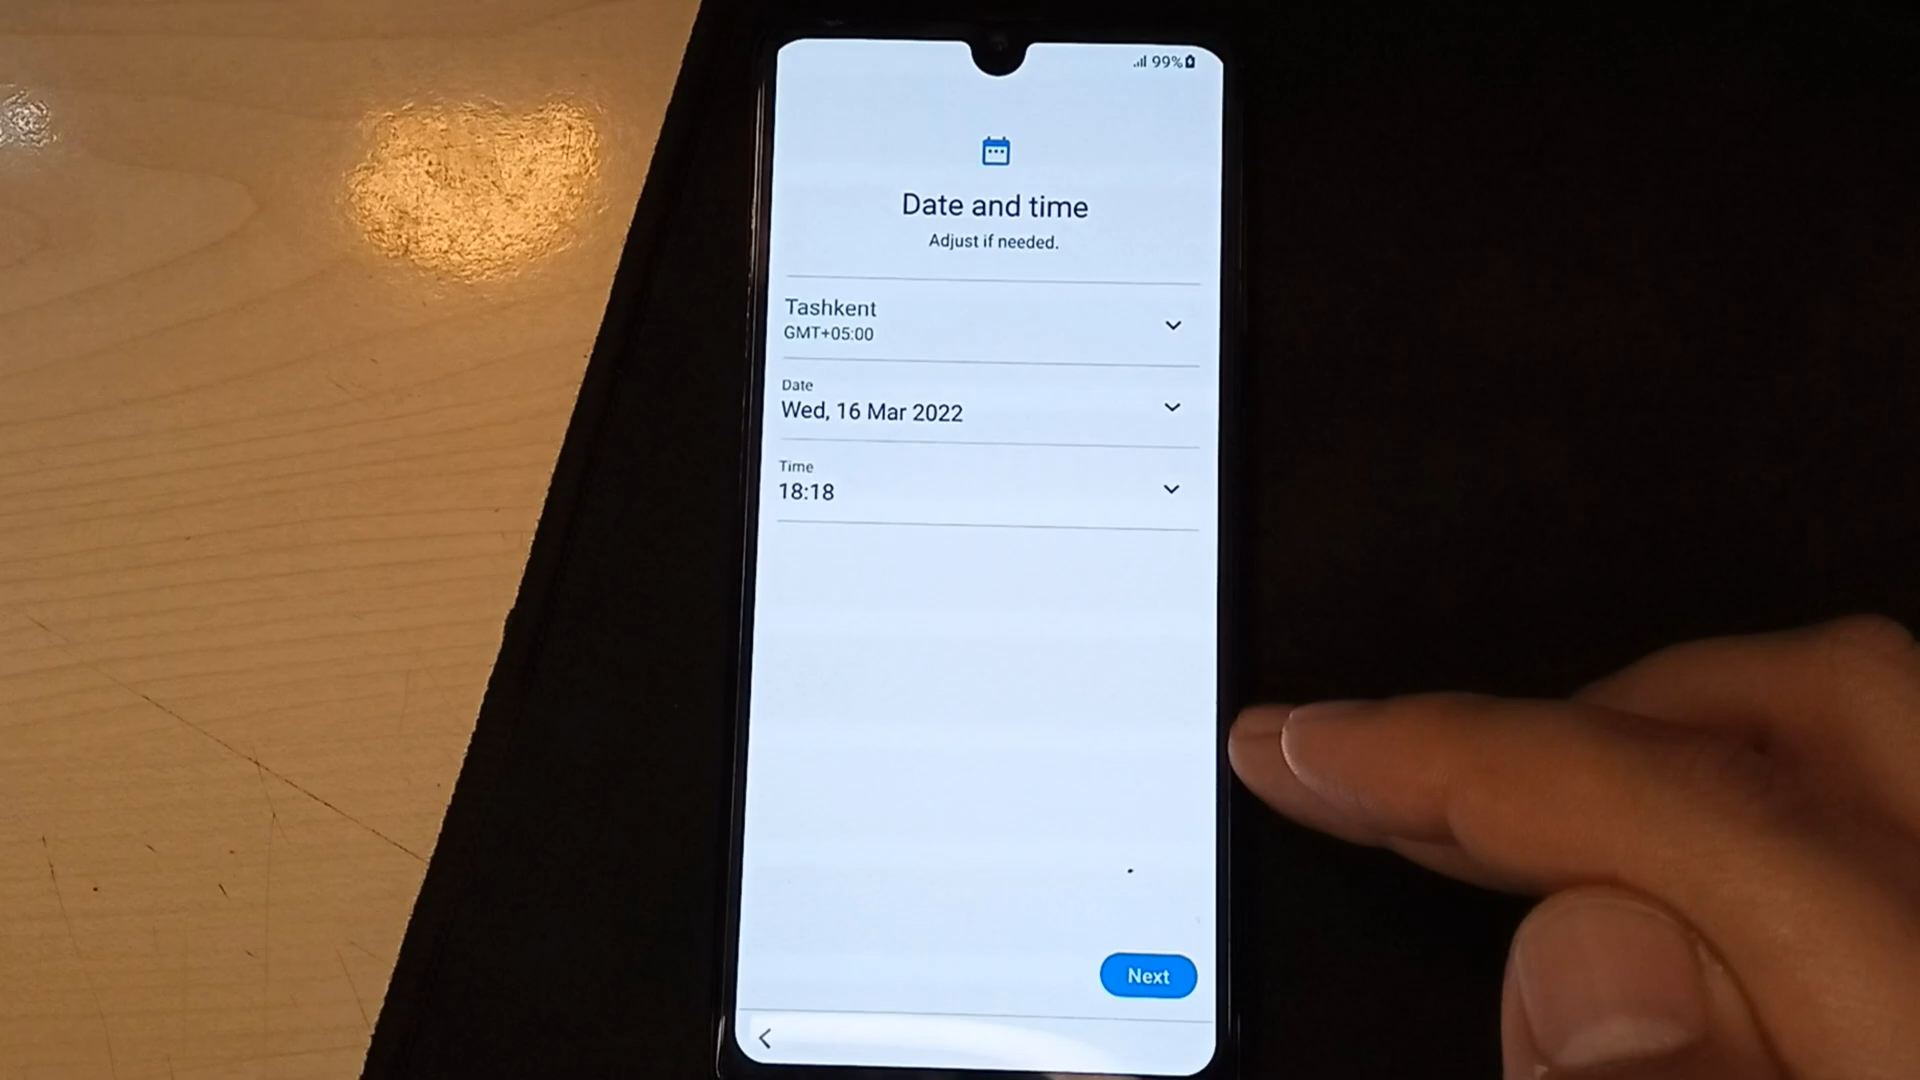 99%
Date and time
Adjust if needed.
Tashkent
GMT+05:00
Date
Wed, 16 Mar 2022
Time
18:18
Next